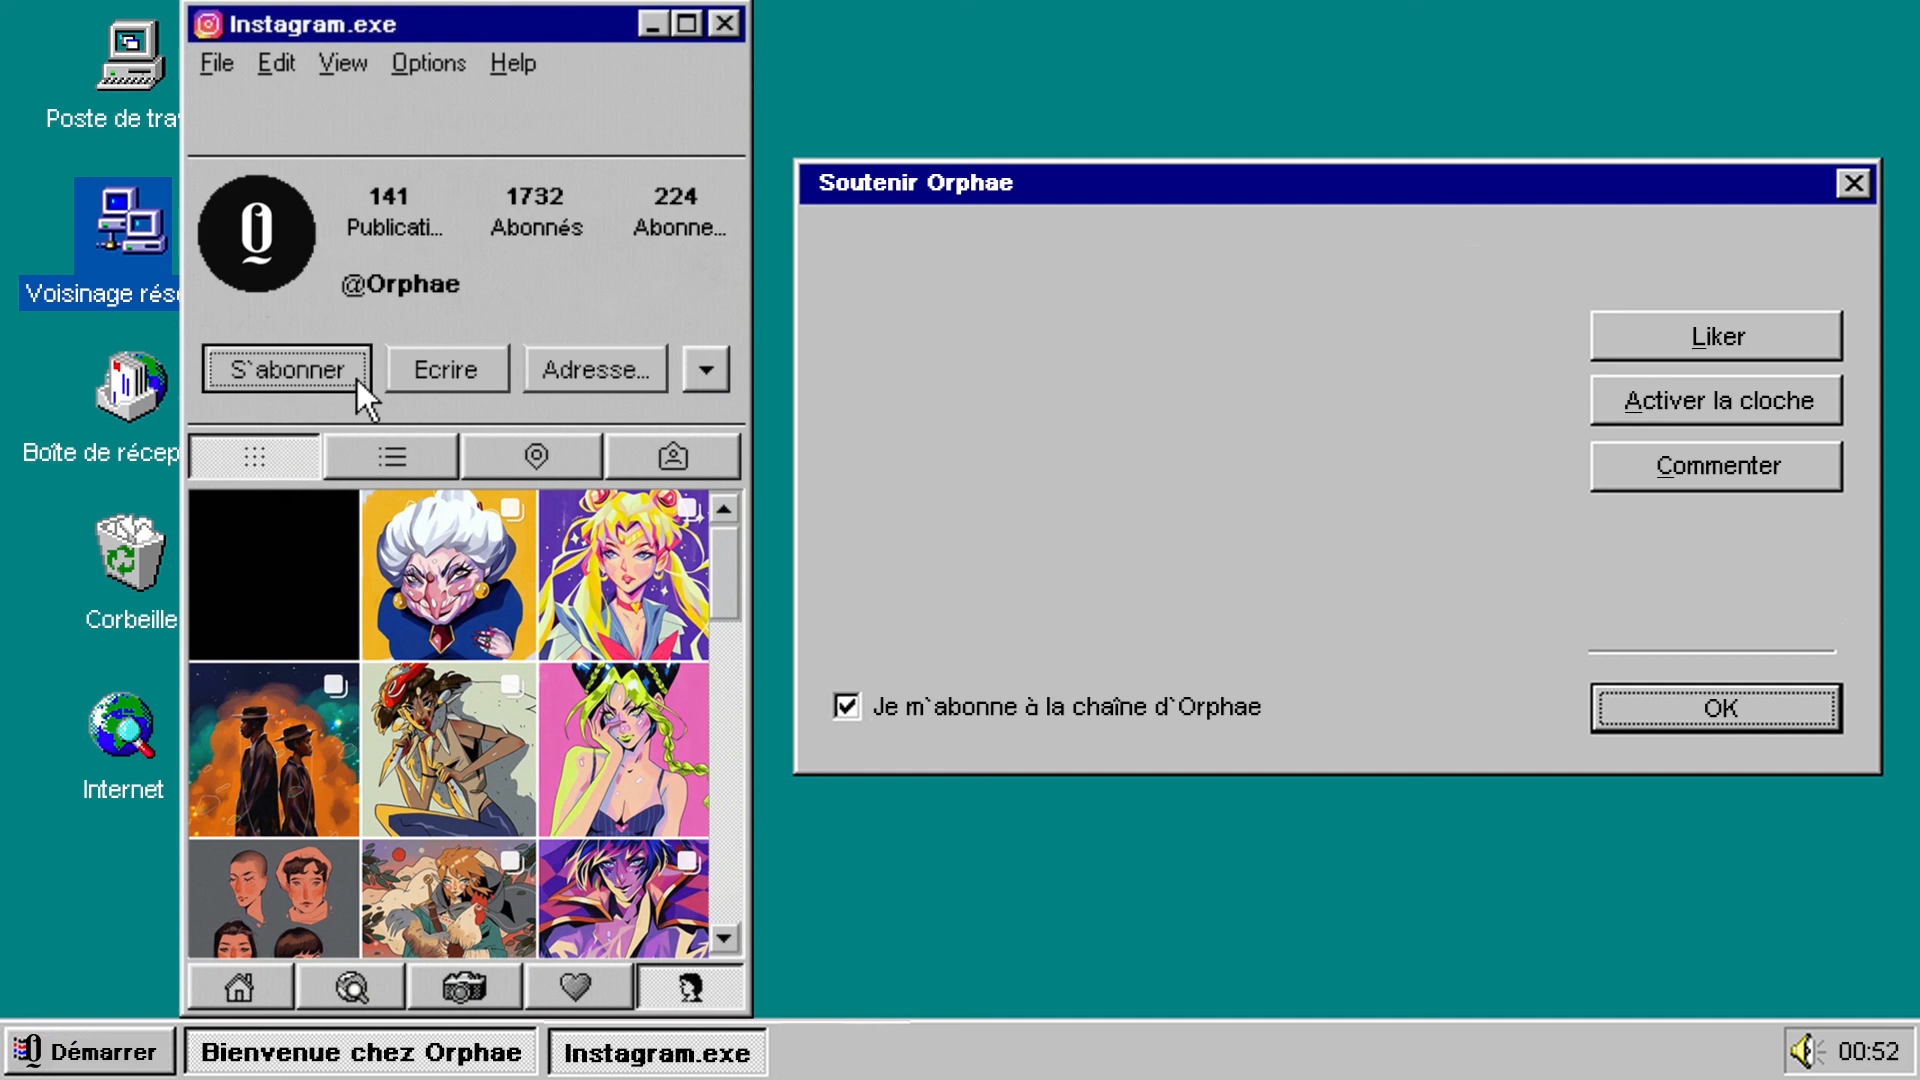 Instagram.exe
File Edit View Options Help
Poste de tra
Voisinage rés
Boîte de récep
Corbeille
Internet
141 1732 224
Publicati... Abonnés Abonne...
@Orphae
S`abonner Ecrire Adresse...
Soutenir Orphae
Liker
Activer la cloche
Commenter
Je m`abonne à la chaîne d`Orphae
OK
Démarrer Bienvenue chez Orphae Instagram.exe 00:52